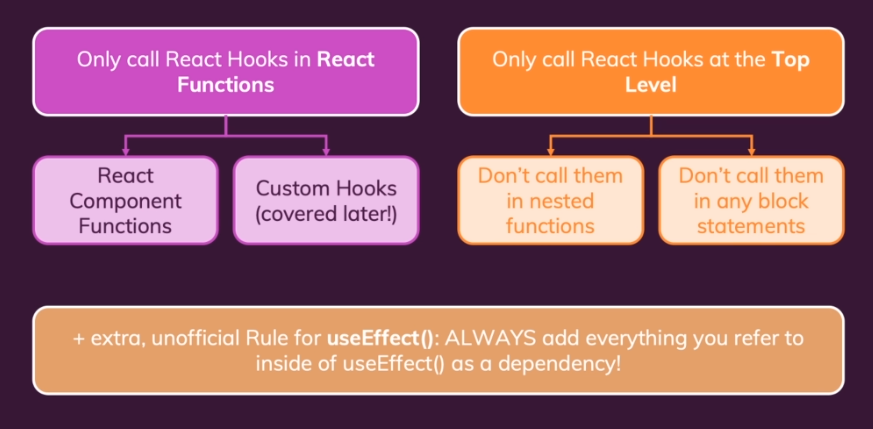 Only call React Hooks in React
Functions
Only call React Hooks at the Top
Level
React
Component
Functions
Custom Hooks
(covered later!)
Don’t call them
in nested
functions
Don’t call them
in any block
statements
+ extra, unofficial Rule for useEffect(): ALWAYS add everything you refer to
inside of useEffect() as a dependency!